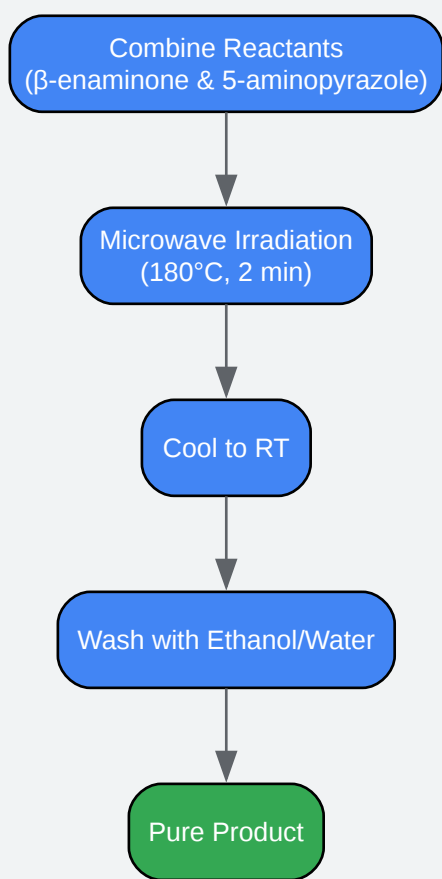 Combine Reactants
(β-enaminone & 5-aminopyrazole)
Microwave Irradiation
(180°C, 2 min)
Cool to RT
Wash with Ethanol/Water
Pure Product